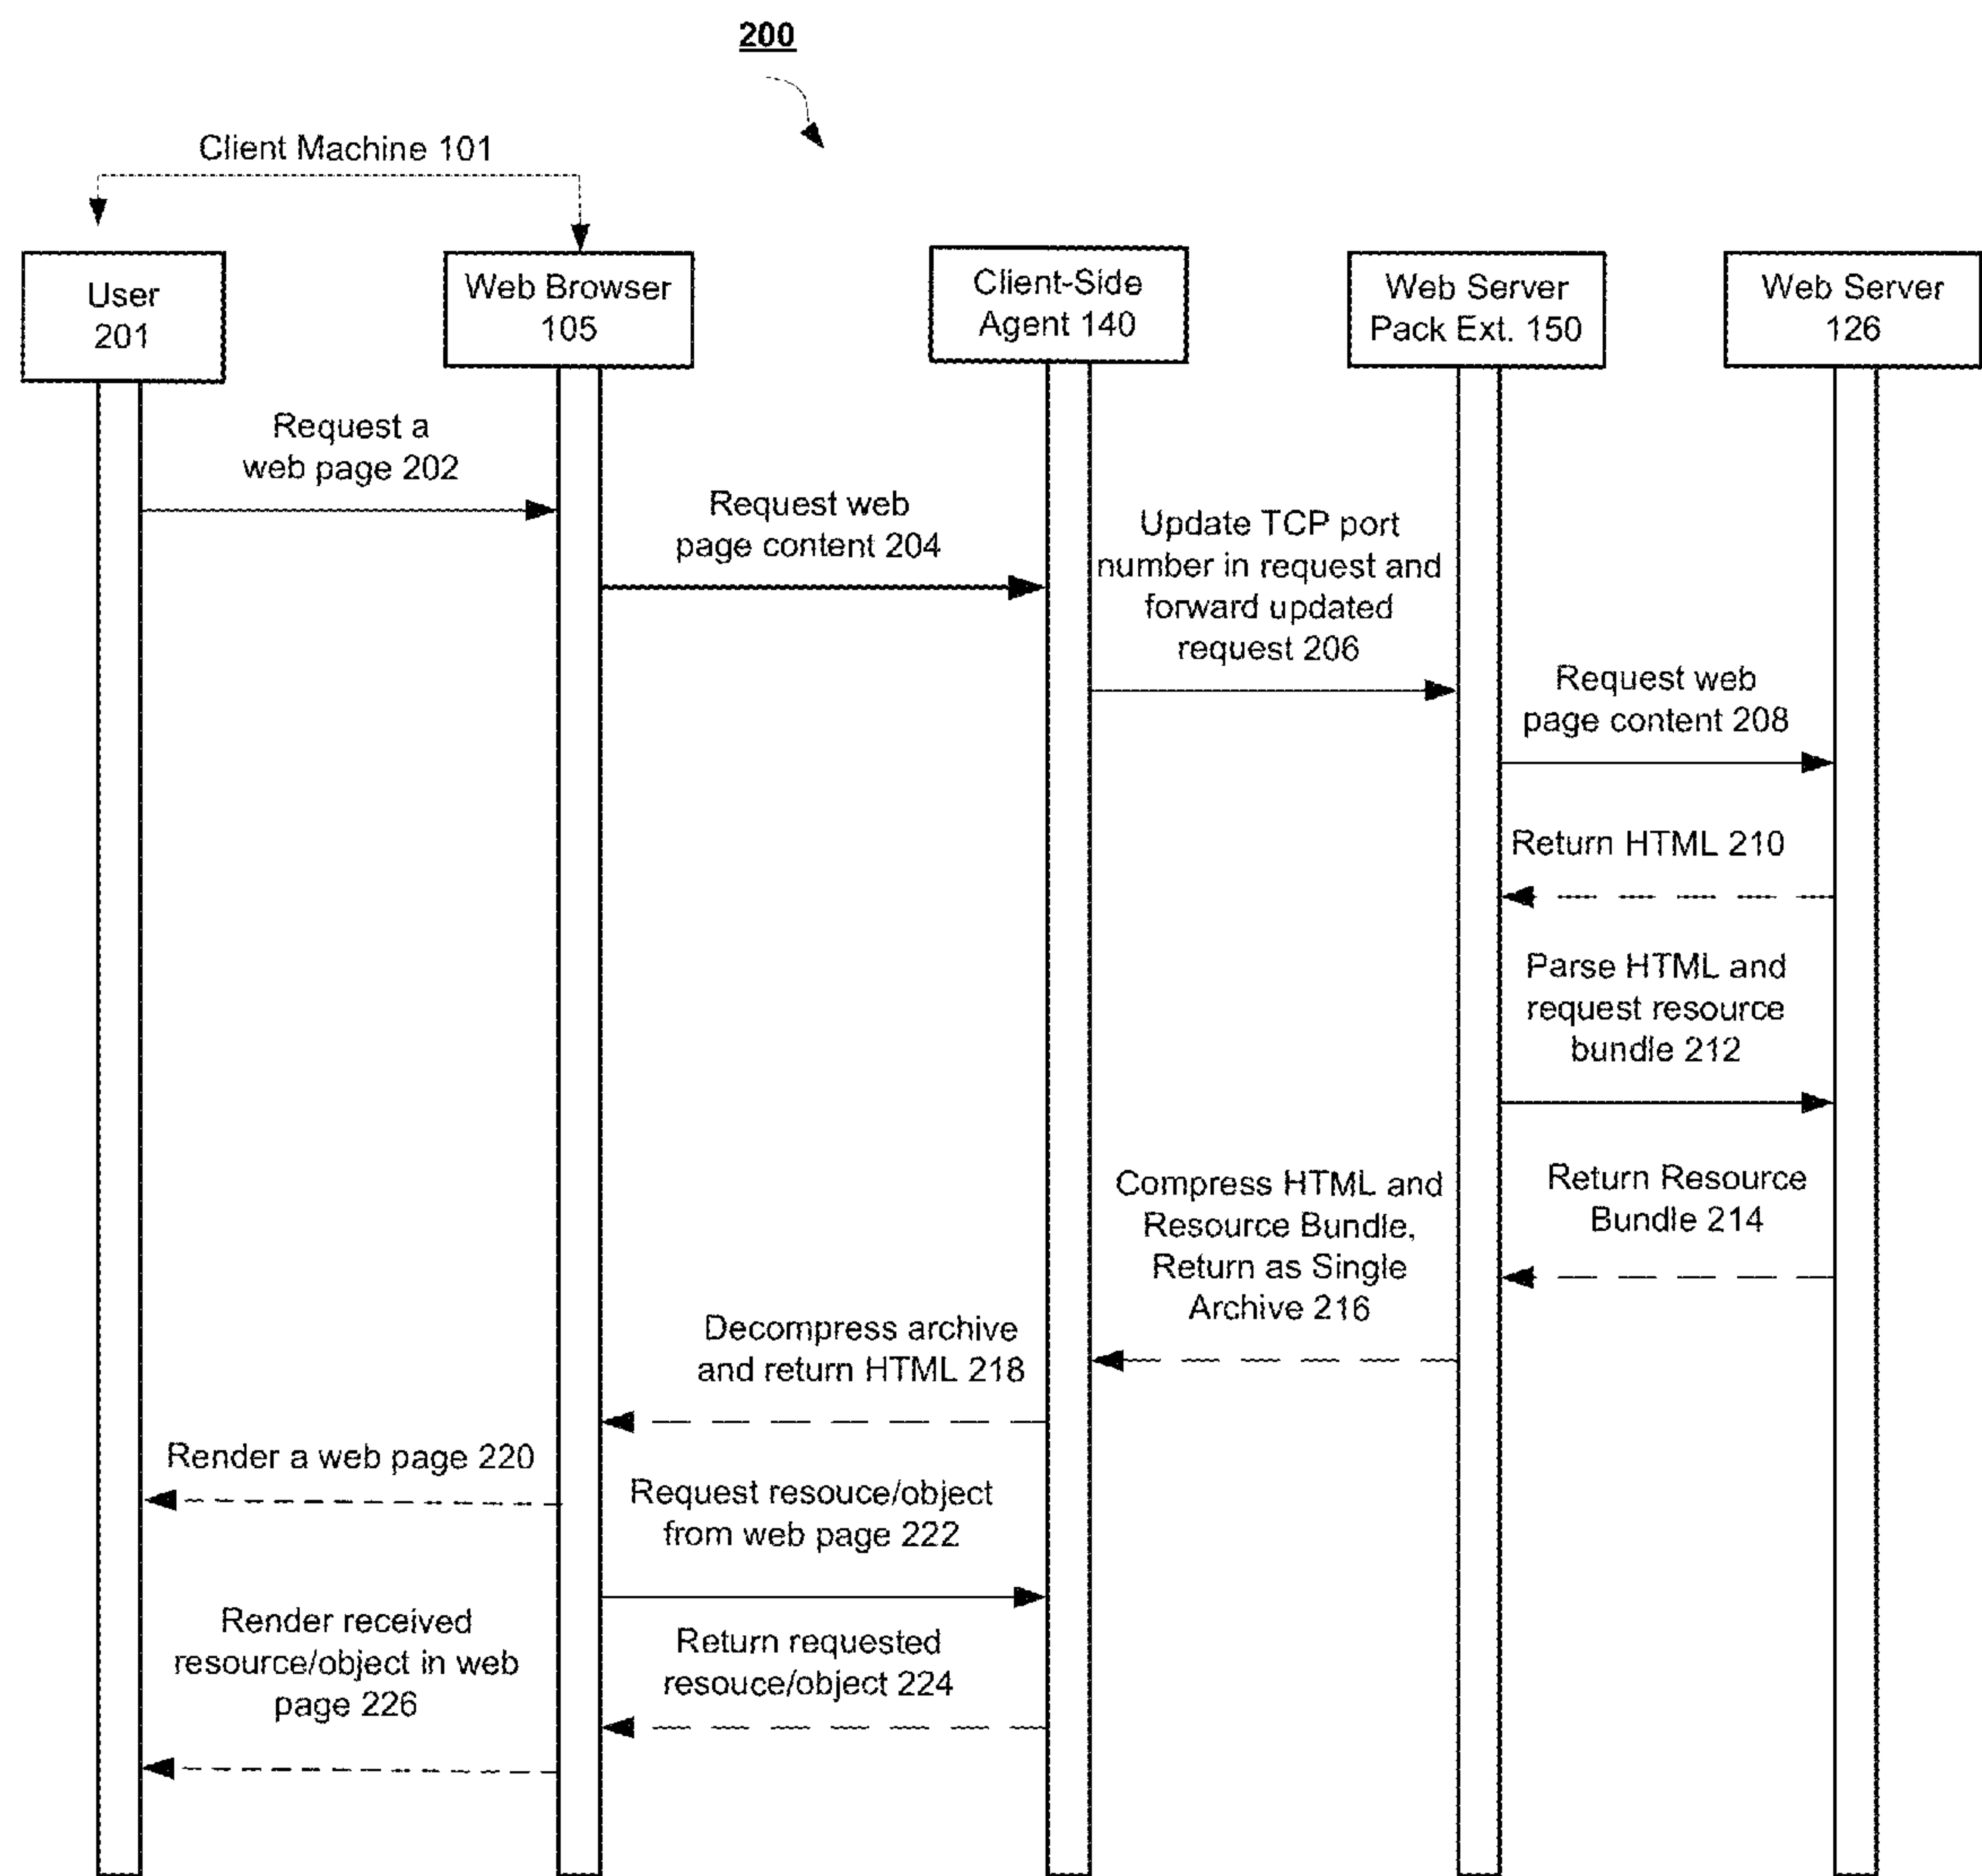 200
Client Machine 101
User
201
Web Browser
105
Client-Side
Agent 140
Web Server
Pack Ext. 150
Web Server
126
Request a
web page 202
Request web
page content 204
Update TCP port
number in request and
forward updated
request 206
Request web
page content 208
Return HTML 210
Parse HTML and
request resource
bundle 212
Return Resource
Bundle 214
Compress HTML and
Resource Bundle,
Return as Single
Archive 216
Decompress archive
and return HTML 218
Render a web page 220
Request resouce/object
from web page 222
Return requested
resouce/object 224
Render received
resource/object in web
page 226